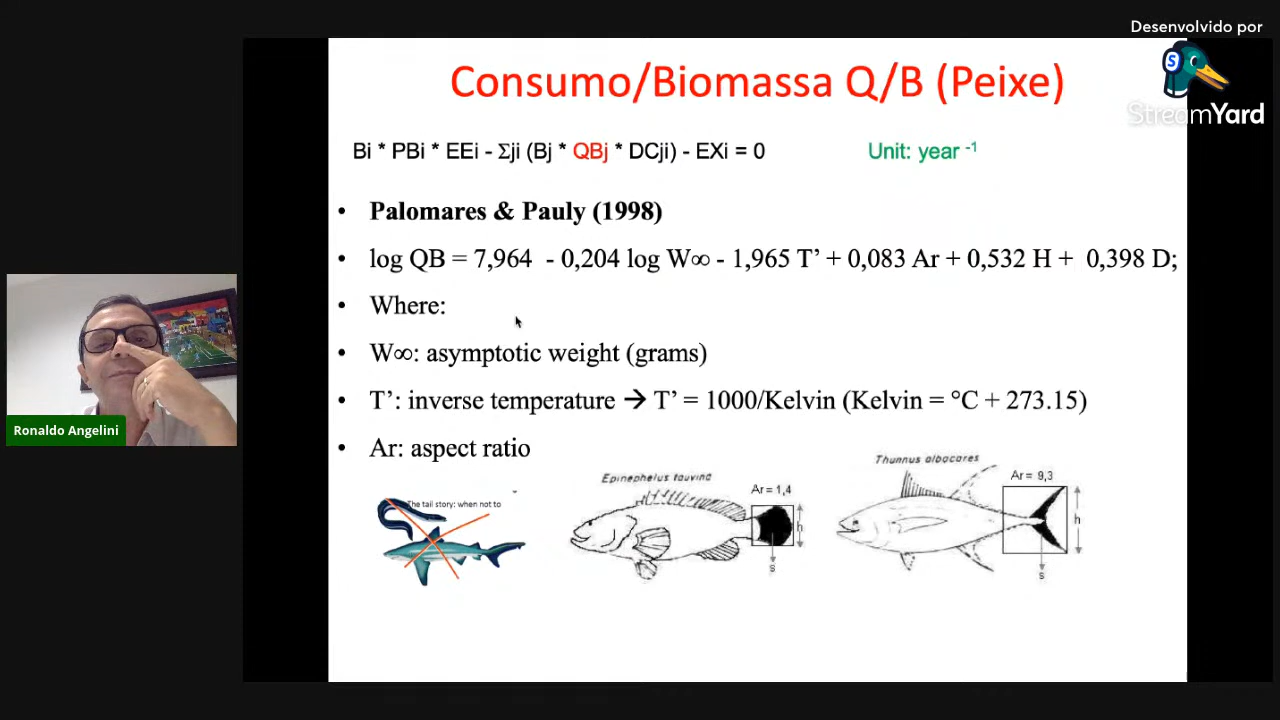 Desenvolvido por
StreamYard
Consumo/Biomassa Q/B (Peixe)
Bi * PBi * EEi - Σji (Bj * QBj * DCji) - EXi = 0
Unit: year -1
• Palomares & Pauly (1998)
• log QB = 7,964 - 0,204 log W∞ - 1,965 T’ + 0,083 Ar + 0,532 H + 0,398 D;
• Where:
• W∞: asymptotic weight (grams)
• T’: inverse temperature → T’ = 1000/Kelvin (Kelvin = °C + 273.15)
• Ar: aspect ratio
The tail story: when not to
Epinephelus tauvina
Ar = 1,4
h
s
Thunnus albacares
Ar = 9,3
h
s
Ronaldo Angelini